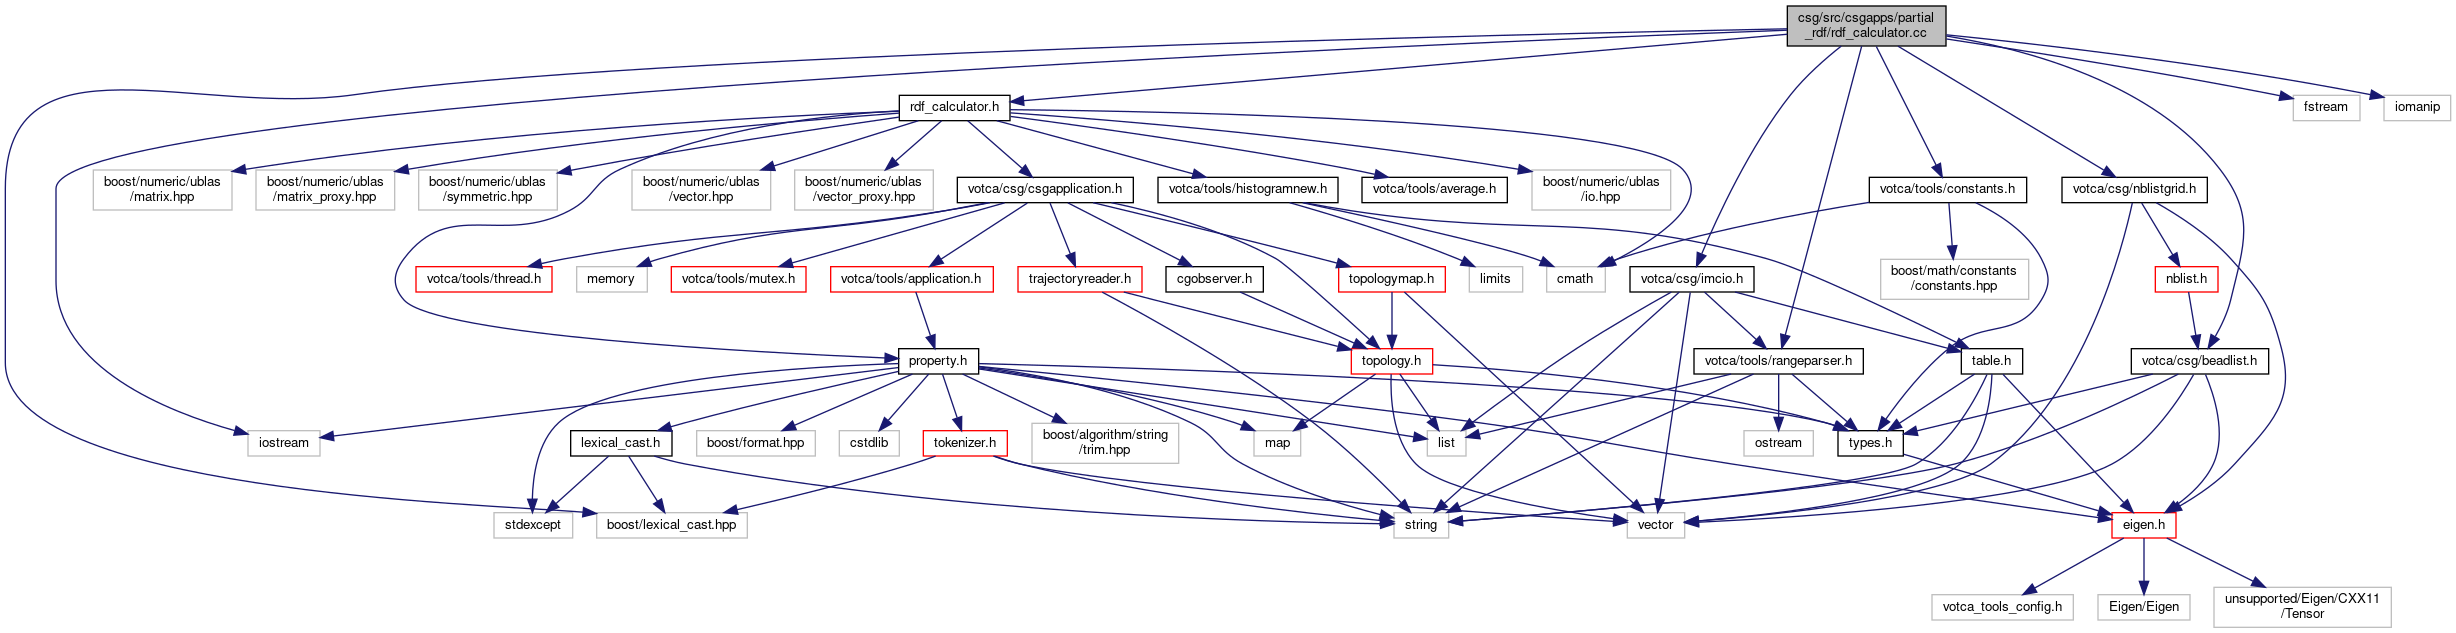 csg/src/csgapps/partial
_rdf/rdf_calculator.cc
rdf_calculator.h
fstream
iomanip
boost/numeric/ublas
/matrix.hpp
boost/numeric/ublas
/matrix_proxy.hpp
boost/numeric/ublas
/symmetric.hpp
boost/numeric/ublas
/vector.hpp
boost/numeric/ublas
/vector_proxy.hpp
votca/csg/csgapplication.h
votca/tools/histogramnew.h
votca/tools/average.h
boost/numeric/ublas
/io.hpp
votca/tools/constants.h
votca/csg/nblistgrid.h
votca/tools/thread.h
memory
votca/tools/mutex.h
votca/tools/application.h
trajectoryreader.h
cgobserver.h
topologymap.h
limits
cmath
votca/csg/imcio.h
boost/math/constants
/constants.hpp
nblist.h
property.h
topology.h
votca/tools/rangeparser.h
table.h
votca/csg/beadlist.h
iostream
lexical_cast.h
boost/format.hpp
cstdlib
tokenizer.h
boost/algorithm/string
/trim.hpp
map
list
ostream
types.h
stdexcept
boost/lexical_cast.hpp
string
vector
eigen.h
votca_tools_config.h
Eigen/Eigen
unsupported/Eigen/CXX11
/Tensor